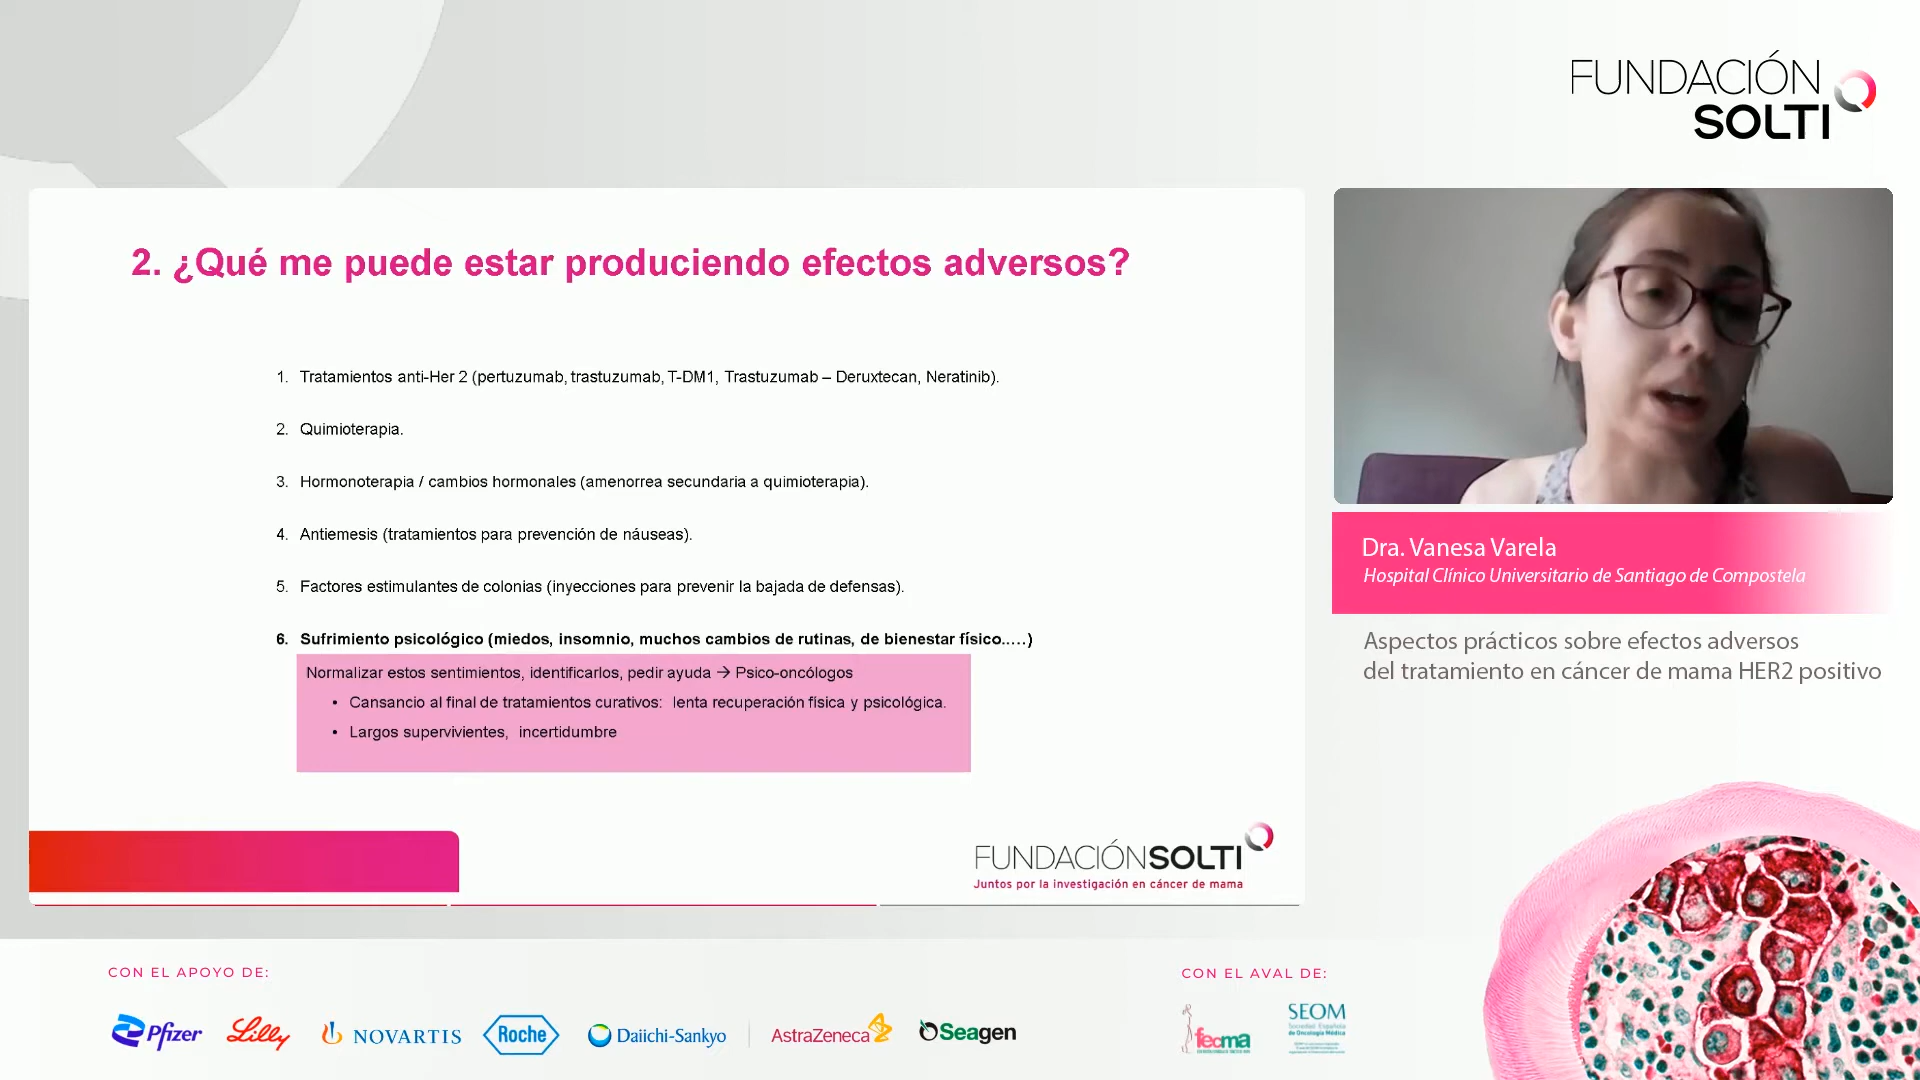 FUNDACIÓN
SOLTI
2. ¿Qué me puede estar produciendo efectos adversos?
1. Tratamientos anti-Her 2 (pertuzumab, trastuzumab, T-DM1, Trastuzumab – Deruxtecan, Neratinib).
2. Quimioterapia.
3. Hormonoterapia / cambios hormonales (amenorrea secundaria a quimioterapia).
4. Antiemesis (tratamientos para prevención de náuseas).
5. Factores estimulantes de colonias (inyecciones para prevenir la bajada de defensas).
6. Sufrimiento psicológico (miedos, insomnio, muchos cambios de rutinas, de bienestar físico..…)
Normalizar estos sentimientos, identificarlos, pedir ayuda → Psico-oncólogos
• Cansancio al final de tratamientos curativos: lenta recuperación física y psicológica.
• Largos supervivientes, incertidumbre
FUNDACIÓNSOLTI
Juntos por la investigación en cáncer de mama
Dra. Vanesa Varela
Hospital Clínico Universitario de Santiago de Compostela
Aspectos prácticos sobre efectos adversos
del tratamiento en cáncer de mama HER2 positivo
CON EL APOYO DE:
Pfizer Lilly NOVARTIS Roche Daiichi-Sankyo AstraZeneca Seagen
CON EL AVAL DE:
fecma
SEOM
Sociedad Española
de Oncología Médica